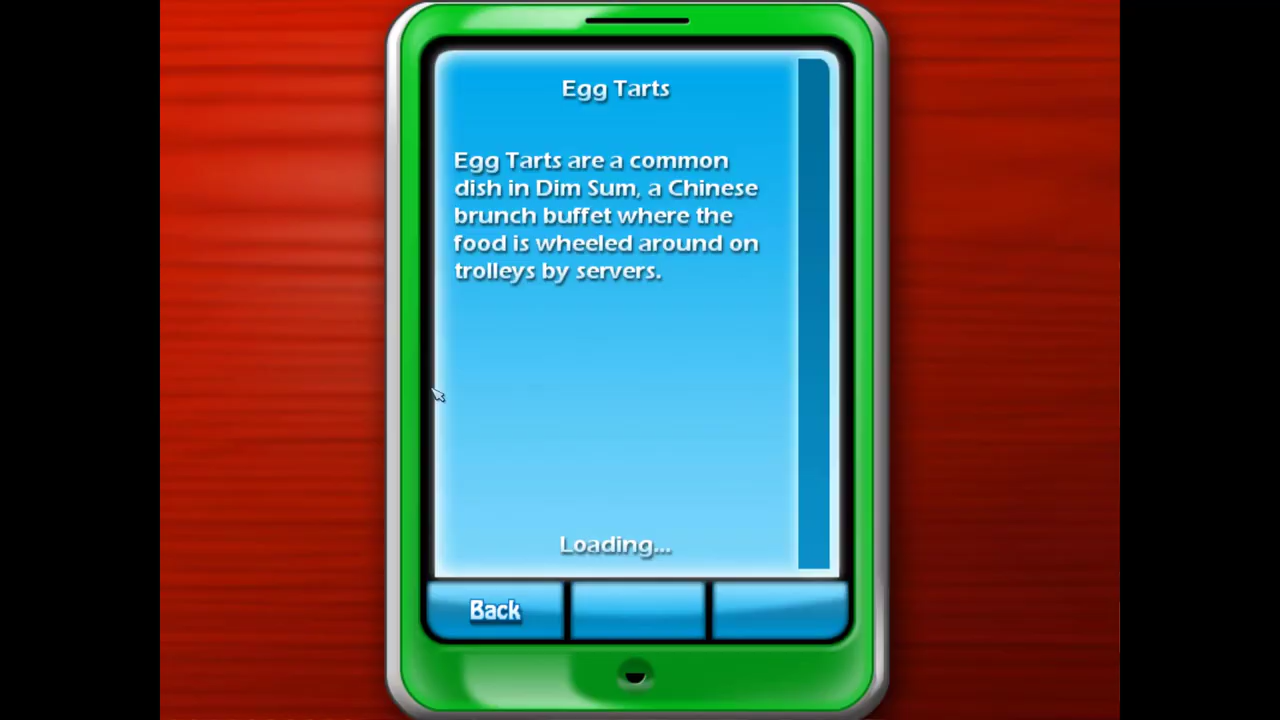 Egg Tarts
Egg Tarts are a common
dish in Dim Sum, a Chinese
brunch buffet where the
food is wheeled around on
trolleys by servers.
Loading...
Back